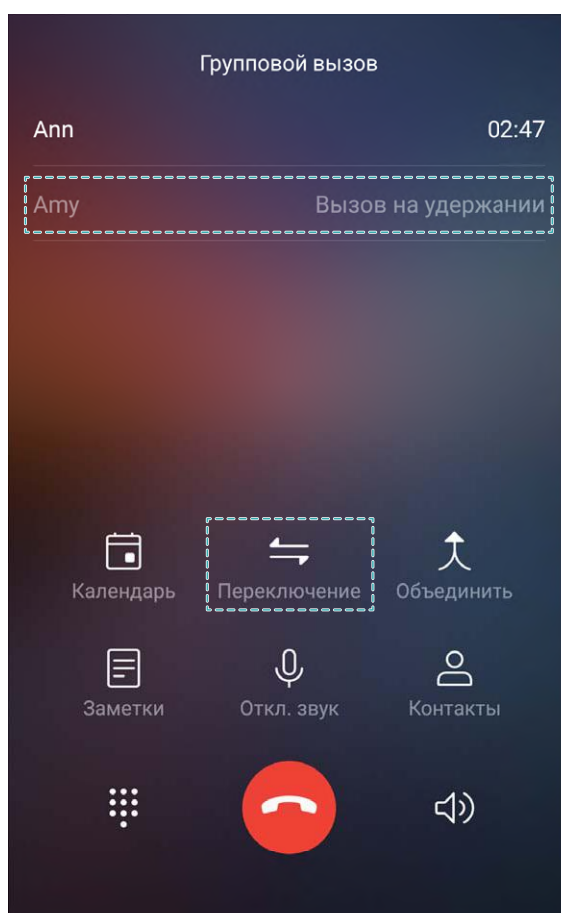 Групповой вызов
Ann 02:47
Amy Вызов на удержании
Календарь Переключение Объединить
Заметки Откл. звук Контакты